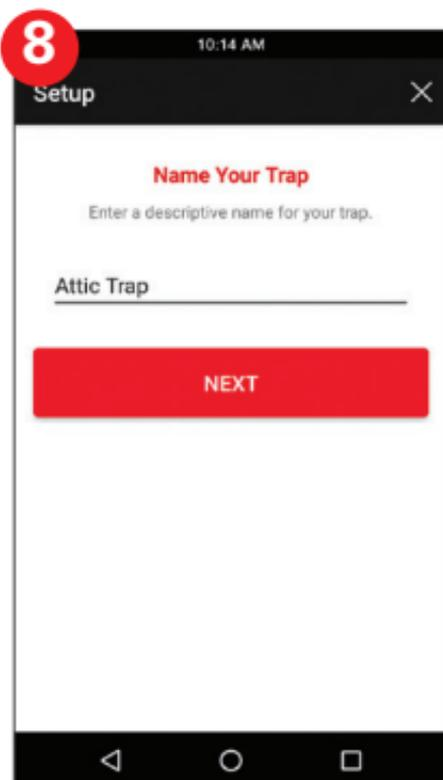 8
10:14 AM
Setup
Name Your Trap
Enter a descriptive name for your trap.
Attic Trap
NEXT